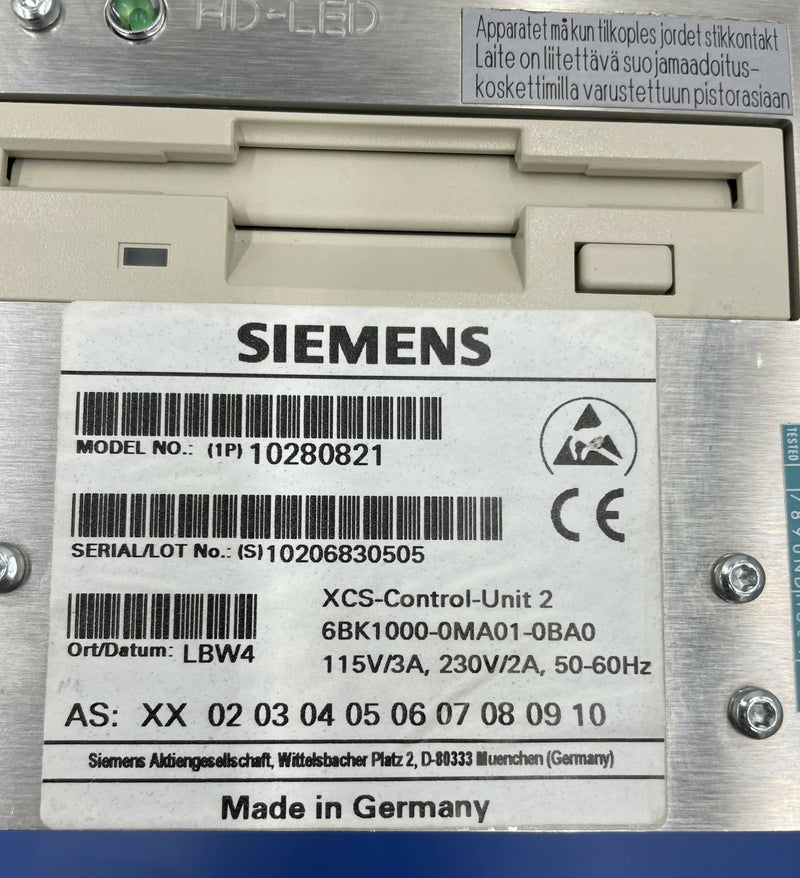 HD-LED
Apparatet må kun tilkoples jordet stikkontakt
Laite on liitettävä suojamaadoitus-
koskettimilla varustettuun pistorasiaan
SIEMENS
MODEL NO.: (1P) 10280821
SERIAL/LOT No.: (S) 10206830505
CE
Ort/Datum: LBW4
XCS-Control-Unit 2
6BK1000-0MA01-0BA0
115V/3A, 230V/2A, 50-60Hz
AS: XX 02 03 04 05 06 07 08 09 10
Siemens Aktiengesellschaft, Wittelsbacher Platz 2, D-80333 Muenchen (Germany)
Made in Germany
TESTED